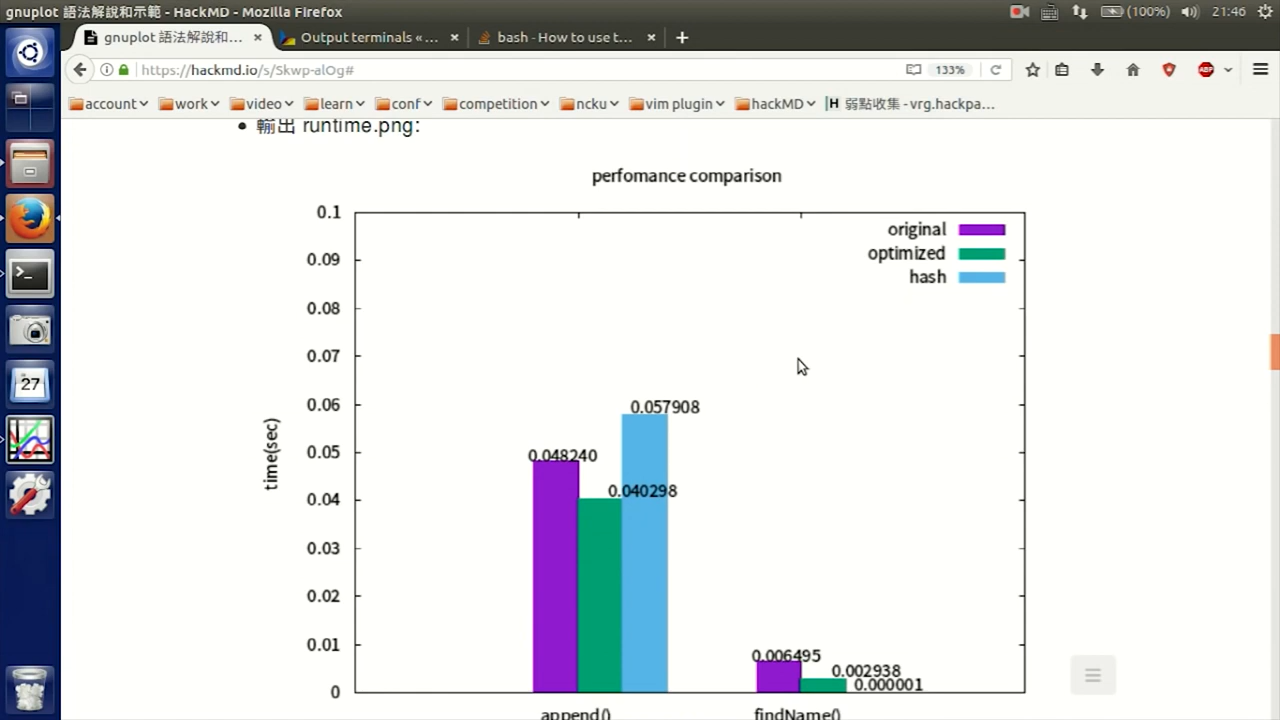 gnuplot 語法解說和示範 - HackMD - Mozilla Firefox
(100%)
21:46
gnuplot 語法解說和...
Output terminals «...
bash - How to use t...
https://hackmd.io/s/Skwp-alOg#
133%
ABP
account
work
video
learn
conf
competition
ncku
vim plugin
hackMD
H 弱點收集 - vrg.hackpa...
27
輸出 runtime.png:
perfomance comparison
original
optimized
hash
0.1
0.09
0.08
0.07
0.06
0.05
0.04
0.03
0.02
0.01
0
time(sec)
0.048240
0.040298
0.057908
0.006495
0.002938
0.000001
append()
findName()